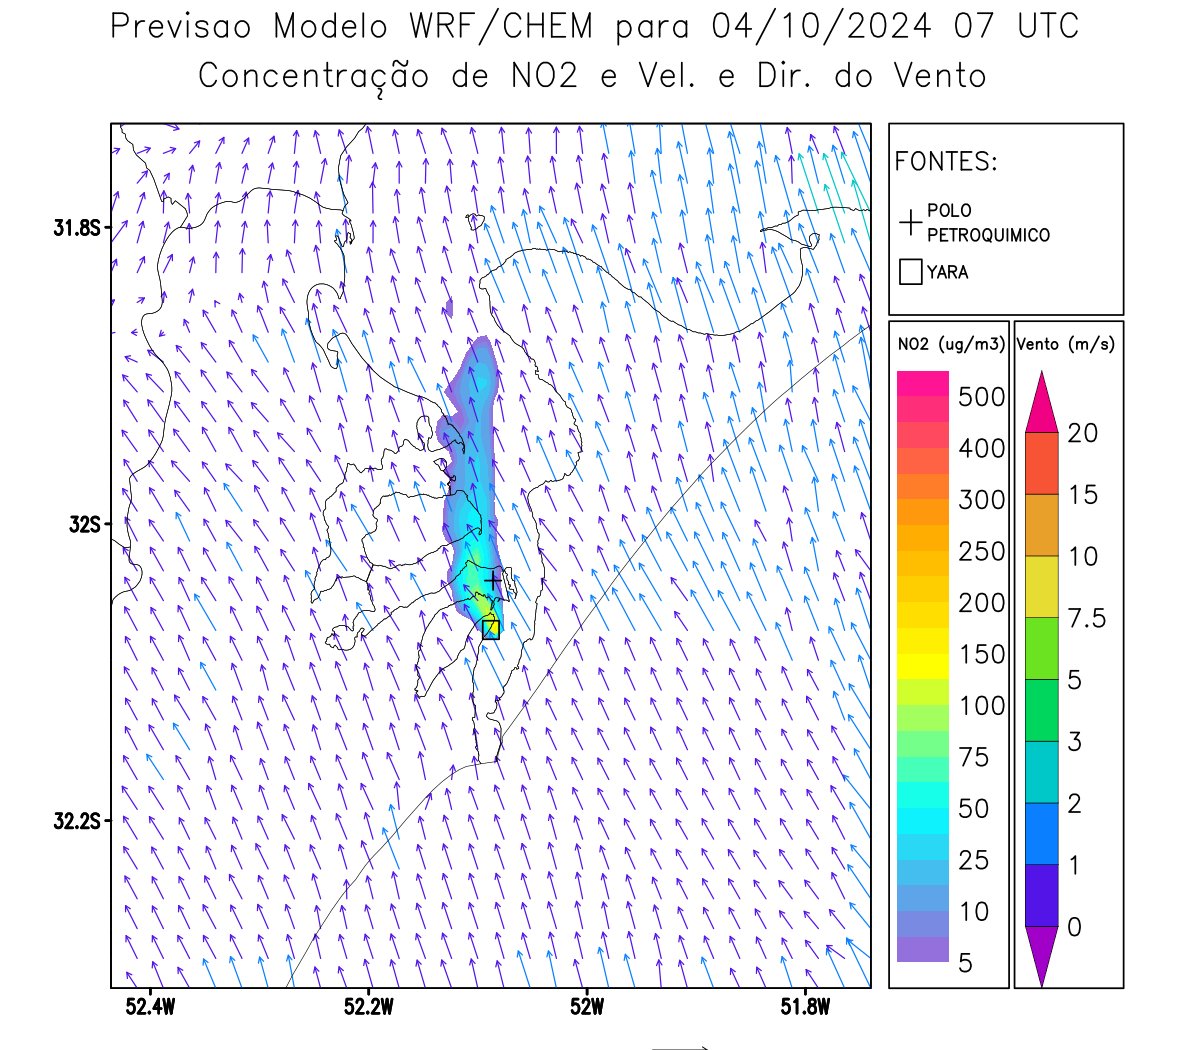 Previsao Modelo WRF/CHEM para 04/10/2024 07 UTC
Concentração de NO2 e Vel. e Dir. do Vento
FONTES:
POLO
PETROQUIMICO
YARA
NO2 (ug/m3)
500
400
300
250
200
150
100
75
50
25
10
5
Vento (m/s)
20
15
10
7.5
5
3
2
1
0
31.8S
32S
32.2S
52.4W
52.2W
52W
51.8W